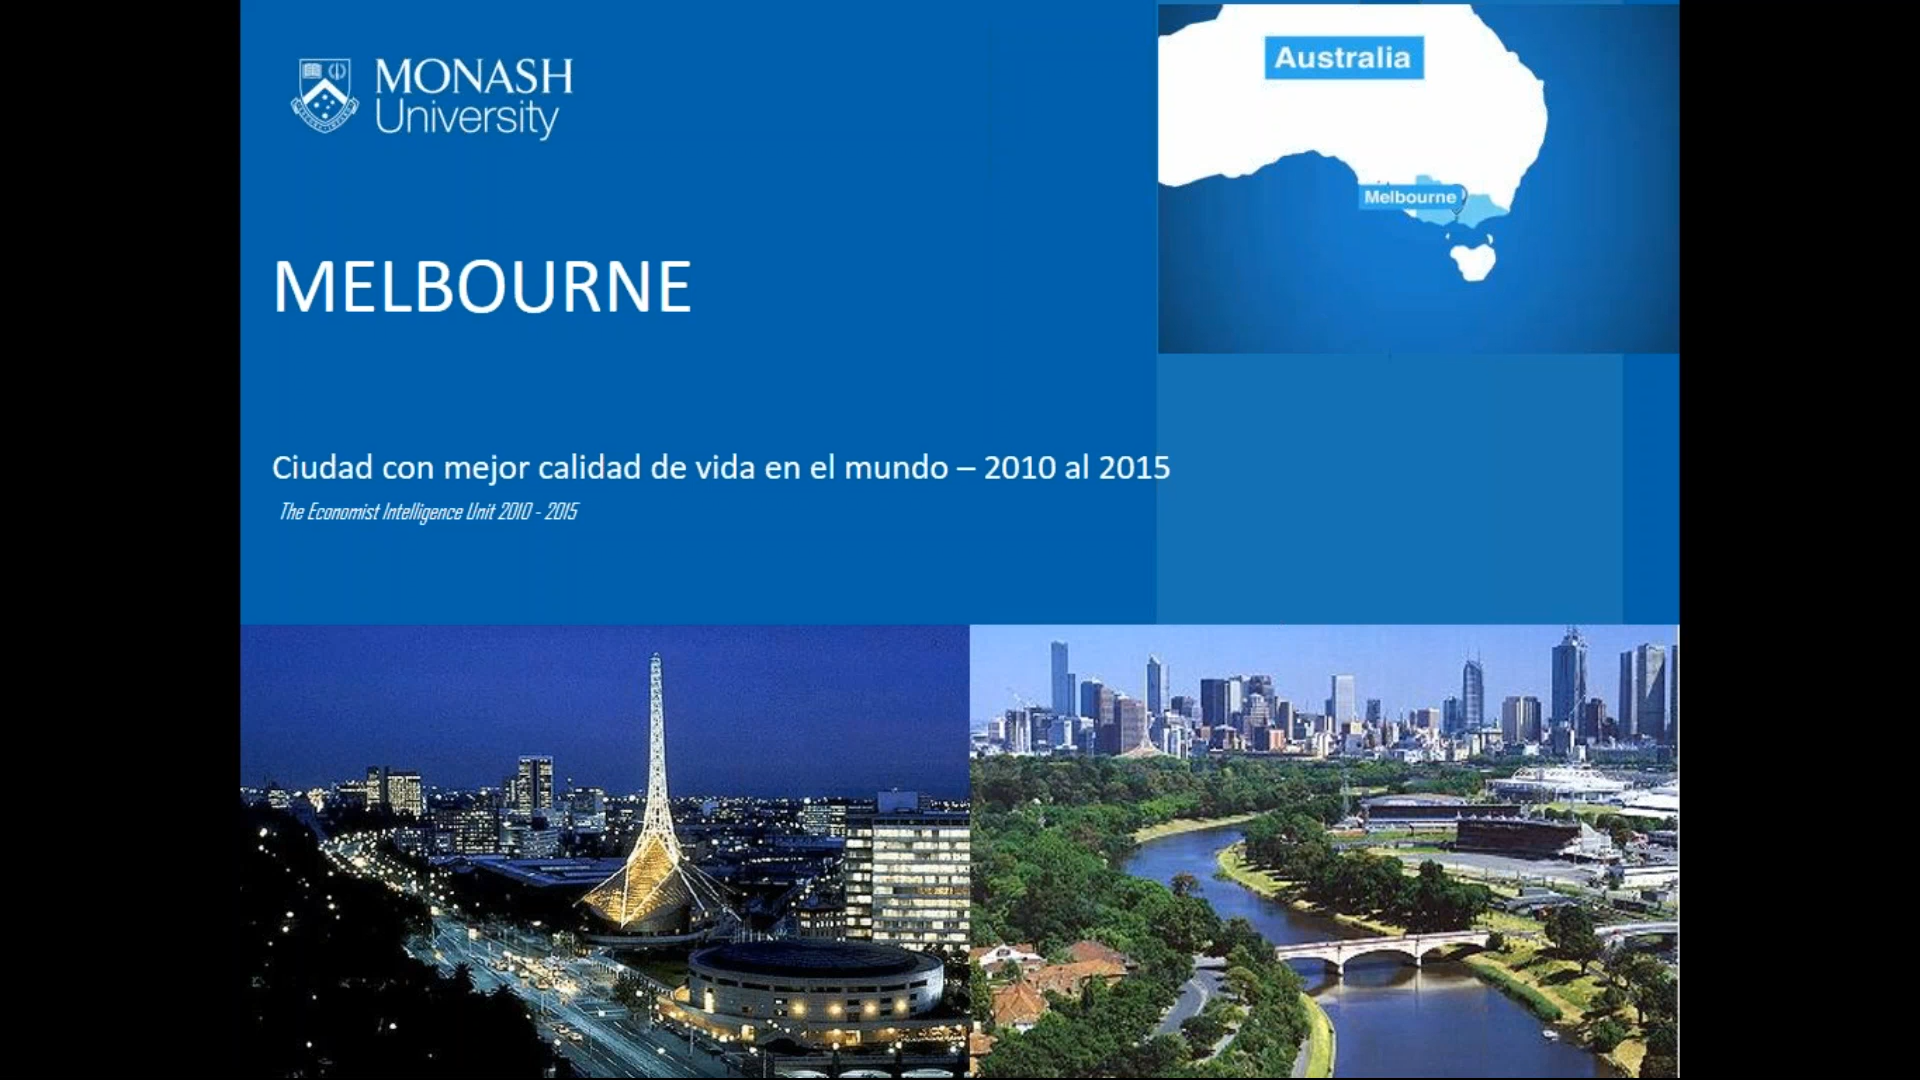 MONASH
University
Australia
Melbourne
MELBOURNE
Ciudad con mejor calidad de vida en el mundo – 2010 al 2015
The Economist Intelligence Unit 2010 - 2015